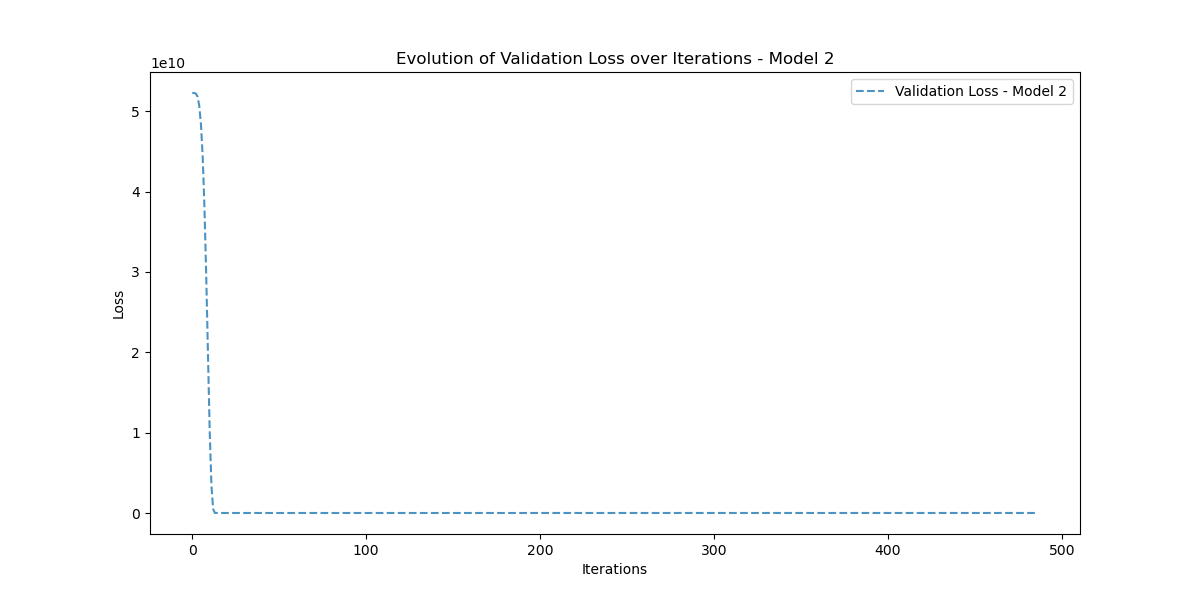 Evolution of Validation Loss over Iterations - Model 2
1e10
Validation Loss - Model 2
5
4
3
2
1
0
Loss
0 100 200 300 400 500
Iterations